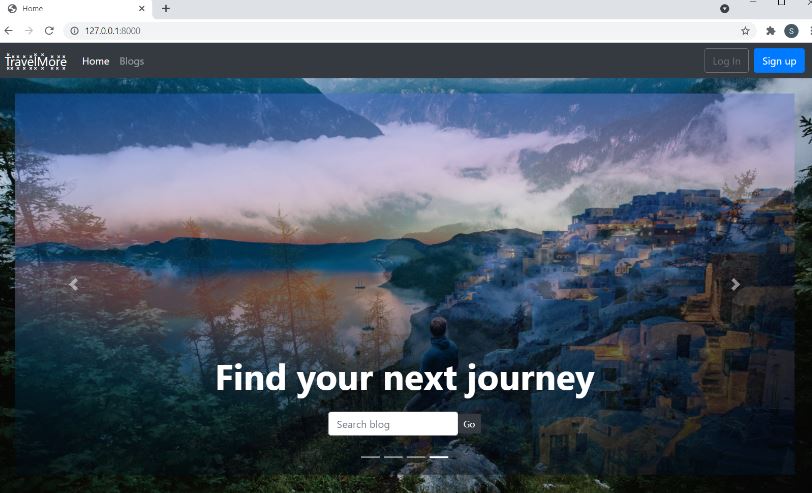 Home
127.0.0.1:8000
S
TravelMore
Home Blogs
Log In
Sign up
Find your next journey
Search blog
Go